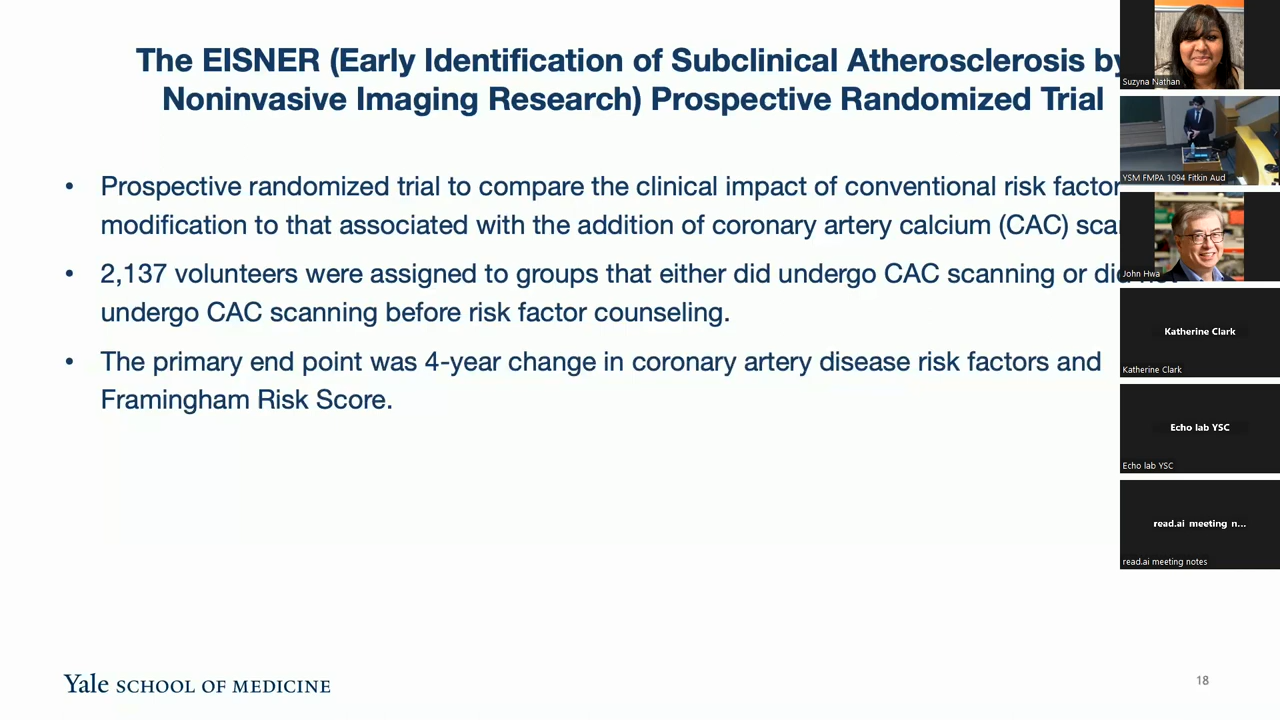 The EISNER (Early Identification of Subclinical Atherosclerosis by
Noninvasive Imaging Research) Prospective Randomized Trial
• Prospective randomized trial to compare the clinical impact of conventional risk factor
modification to that associated with the addition of coronary artery calcium (CAC)
• 2,137 volunteers were assigned to groups that either did undergo CAC scanning or did not
undergo CAC scanning before risk factor counseling.
• The primary end point was 4-year change in coronary artery disease risk factors and
Framingham Risk Score.
Yale SCHOOL OF MEDICINE
18
Suzyna Nathan
YSM FMPA 1094 Fitkin Aud
John Hwa
Katherine Clark
Katherine Clark
Echo lab YSC
Echo lab YSC
read.ai meeting n...
read.ai meeting notes